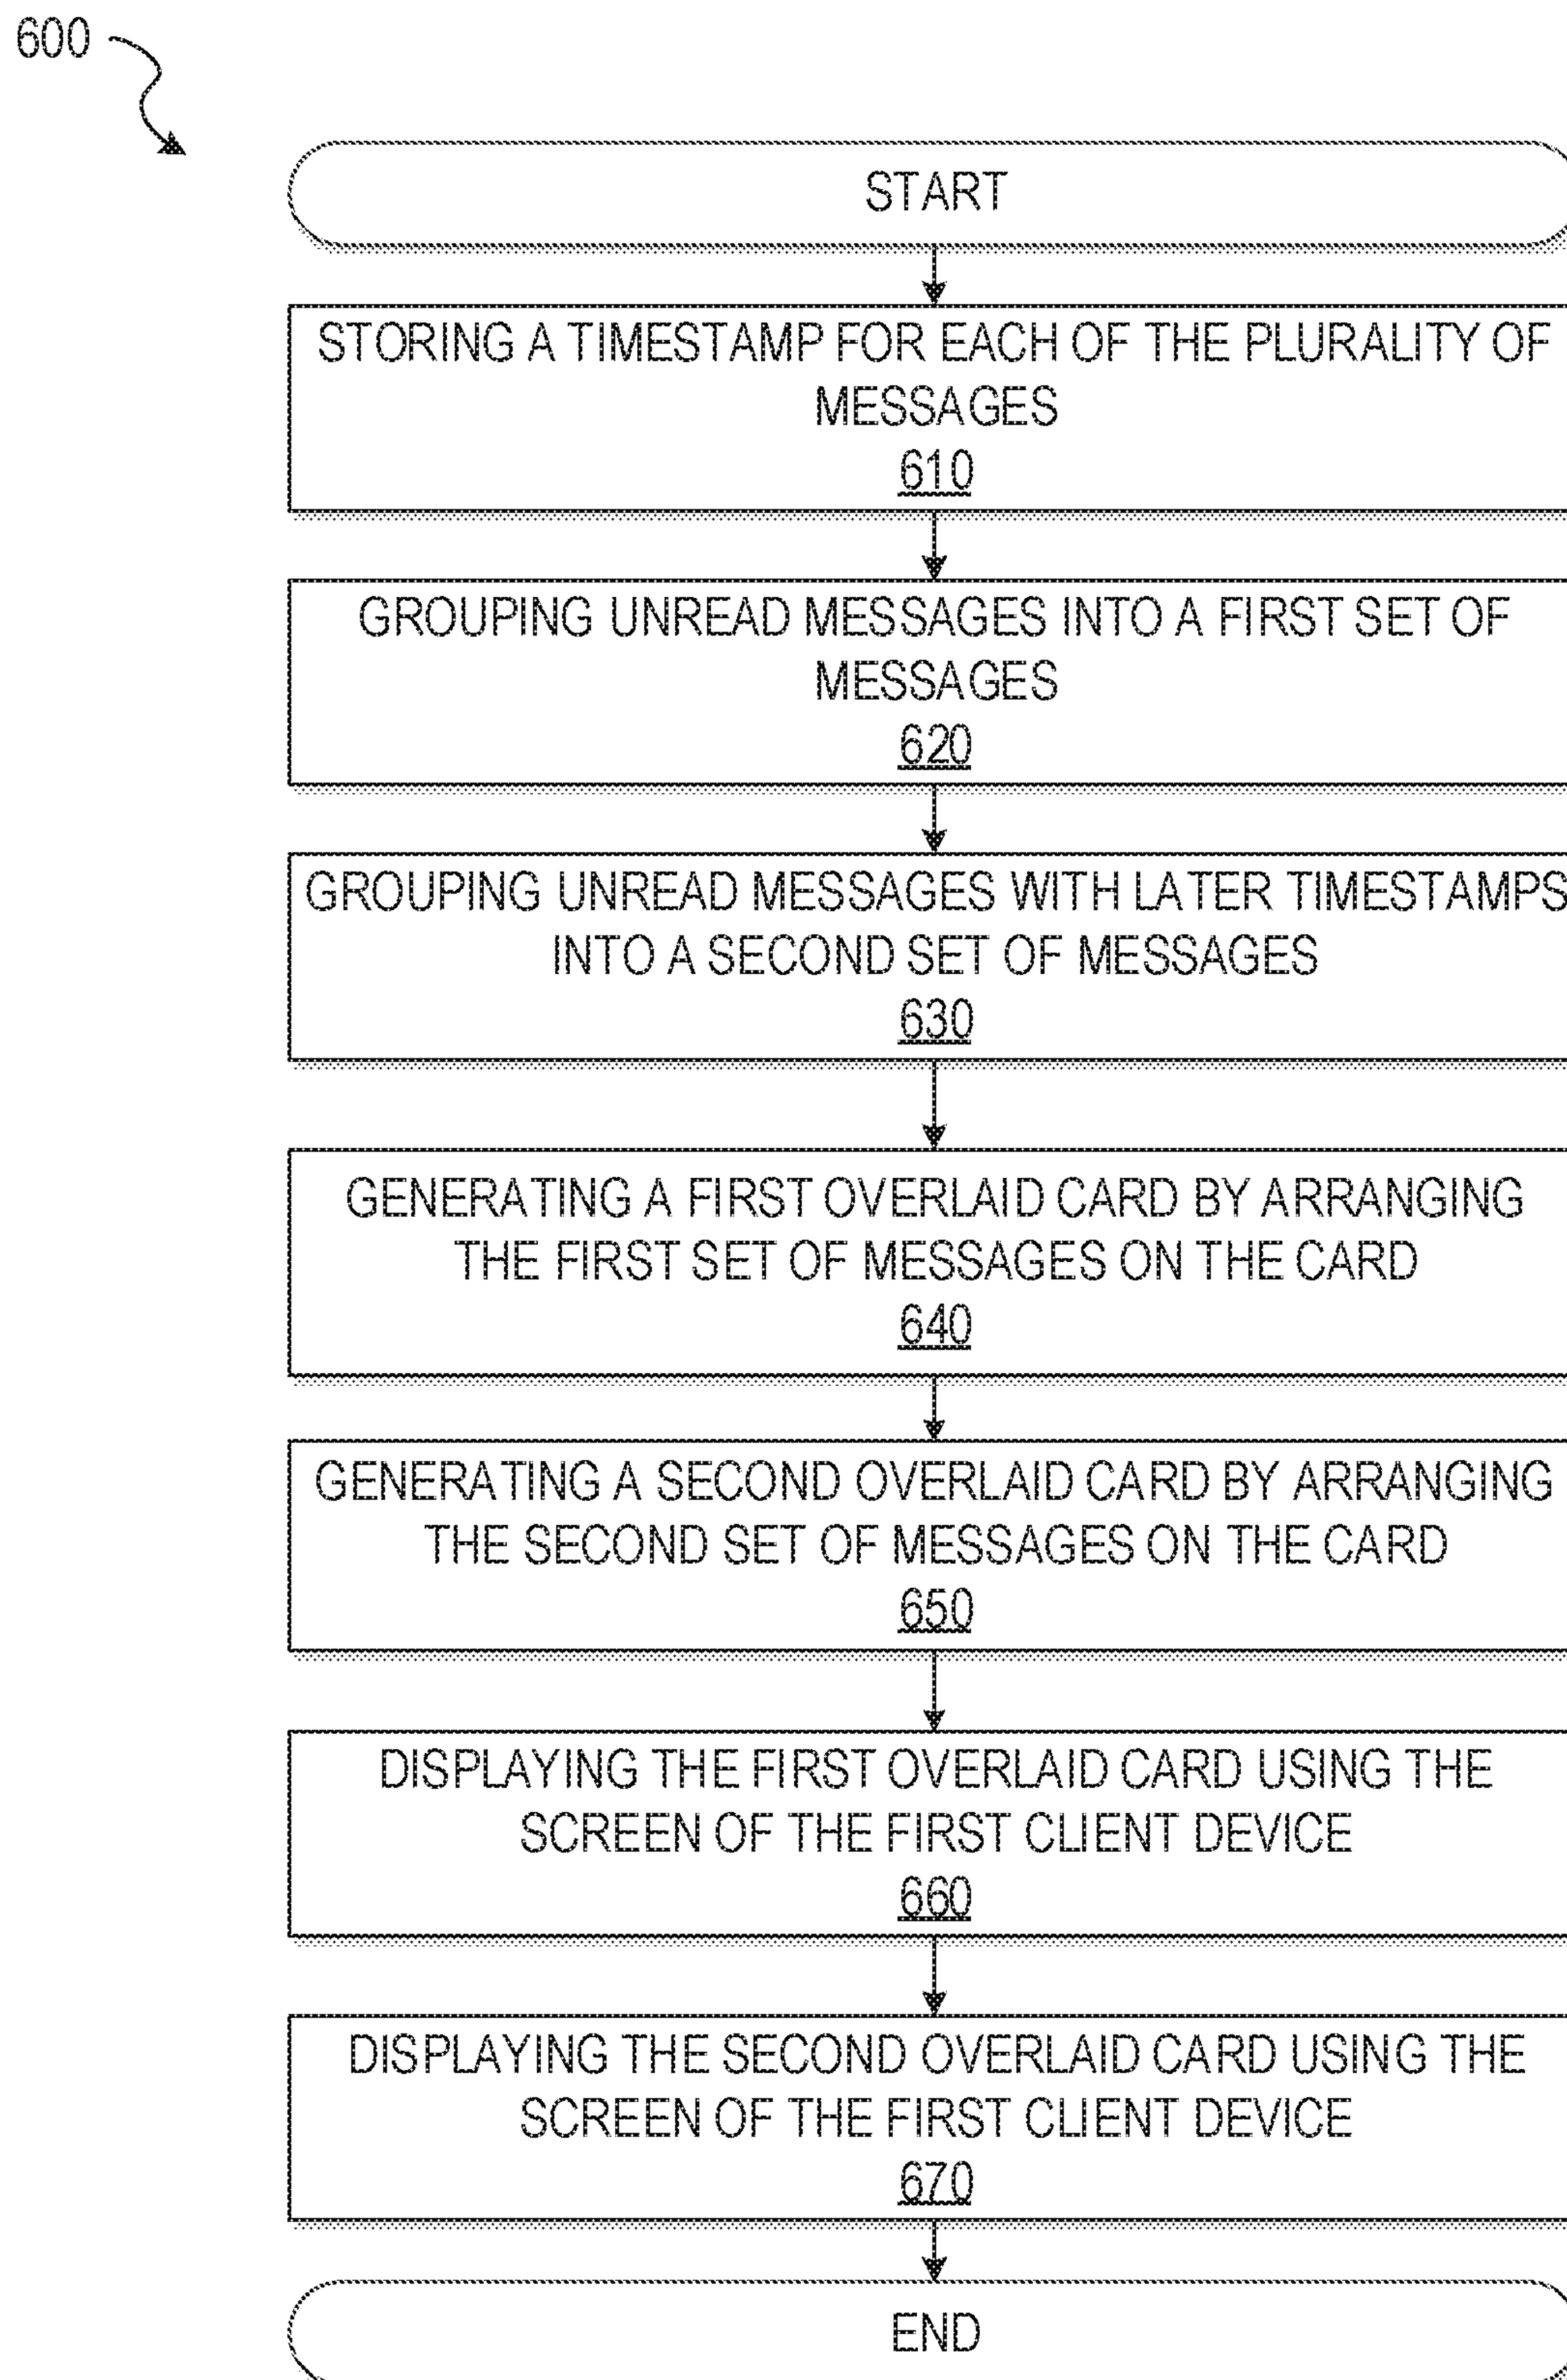 600
START
STORING A TIMESTAMP FOR EACH OF THE PLURALITY OF
MESSAGES
610
GROUPING UNREAD MESSAGES INTO A FIRST SET OF
MESSAGES
620
GROUPING UNREAD MESSAGES WITH LATER TIMESTAMPS
INTO A SECOND SET OF MESSAGES
630
GENERATING A FIRST OVERLAID CARD BY ARRANGING
THE FIRST SET OF MESSAGES ON THE CARD
640
GENERATING A SECOND OVERLAID CARD BY ARRANGING
THE SECOND SET OF MESSAGES ON THE CARD
650
DISPLAYING THE FIRST OVERLAID CARD USING THE
SCREEN OF THE FIRST CLIENT DEVICE
660
DISPLAYING THE SECOND OVERLAID CARD USING THE
SCREEN OF THE FIRST CLIENT DEVICE
670
END